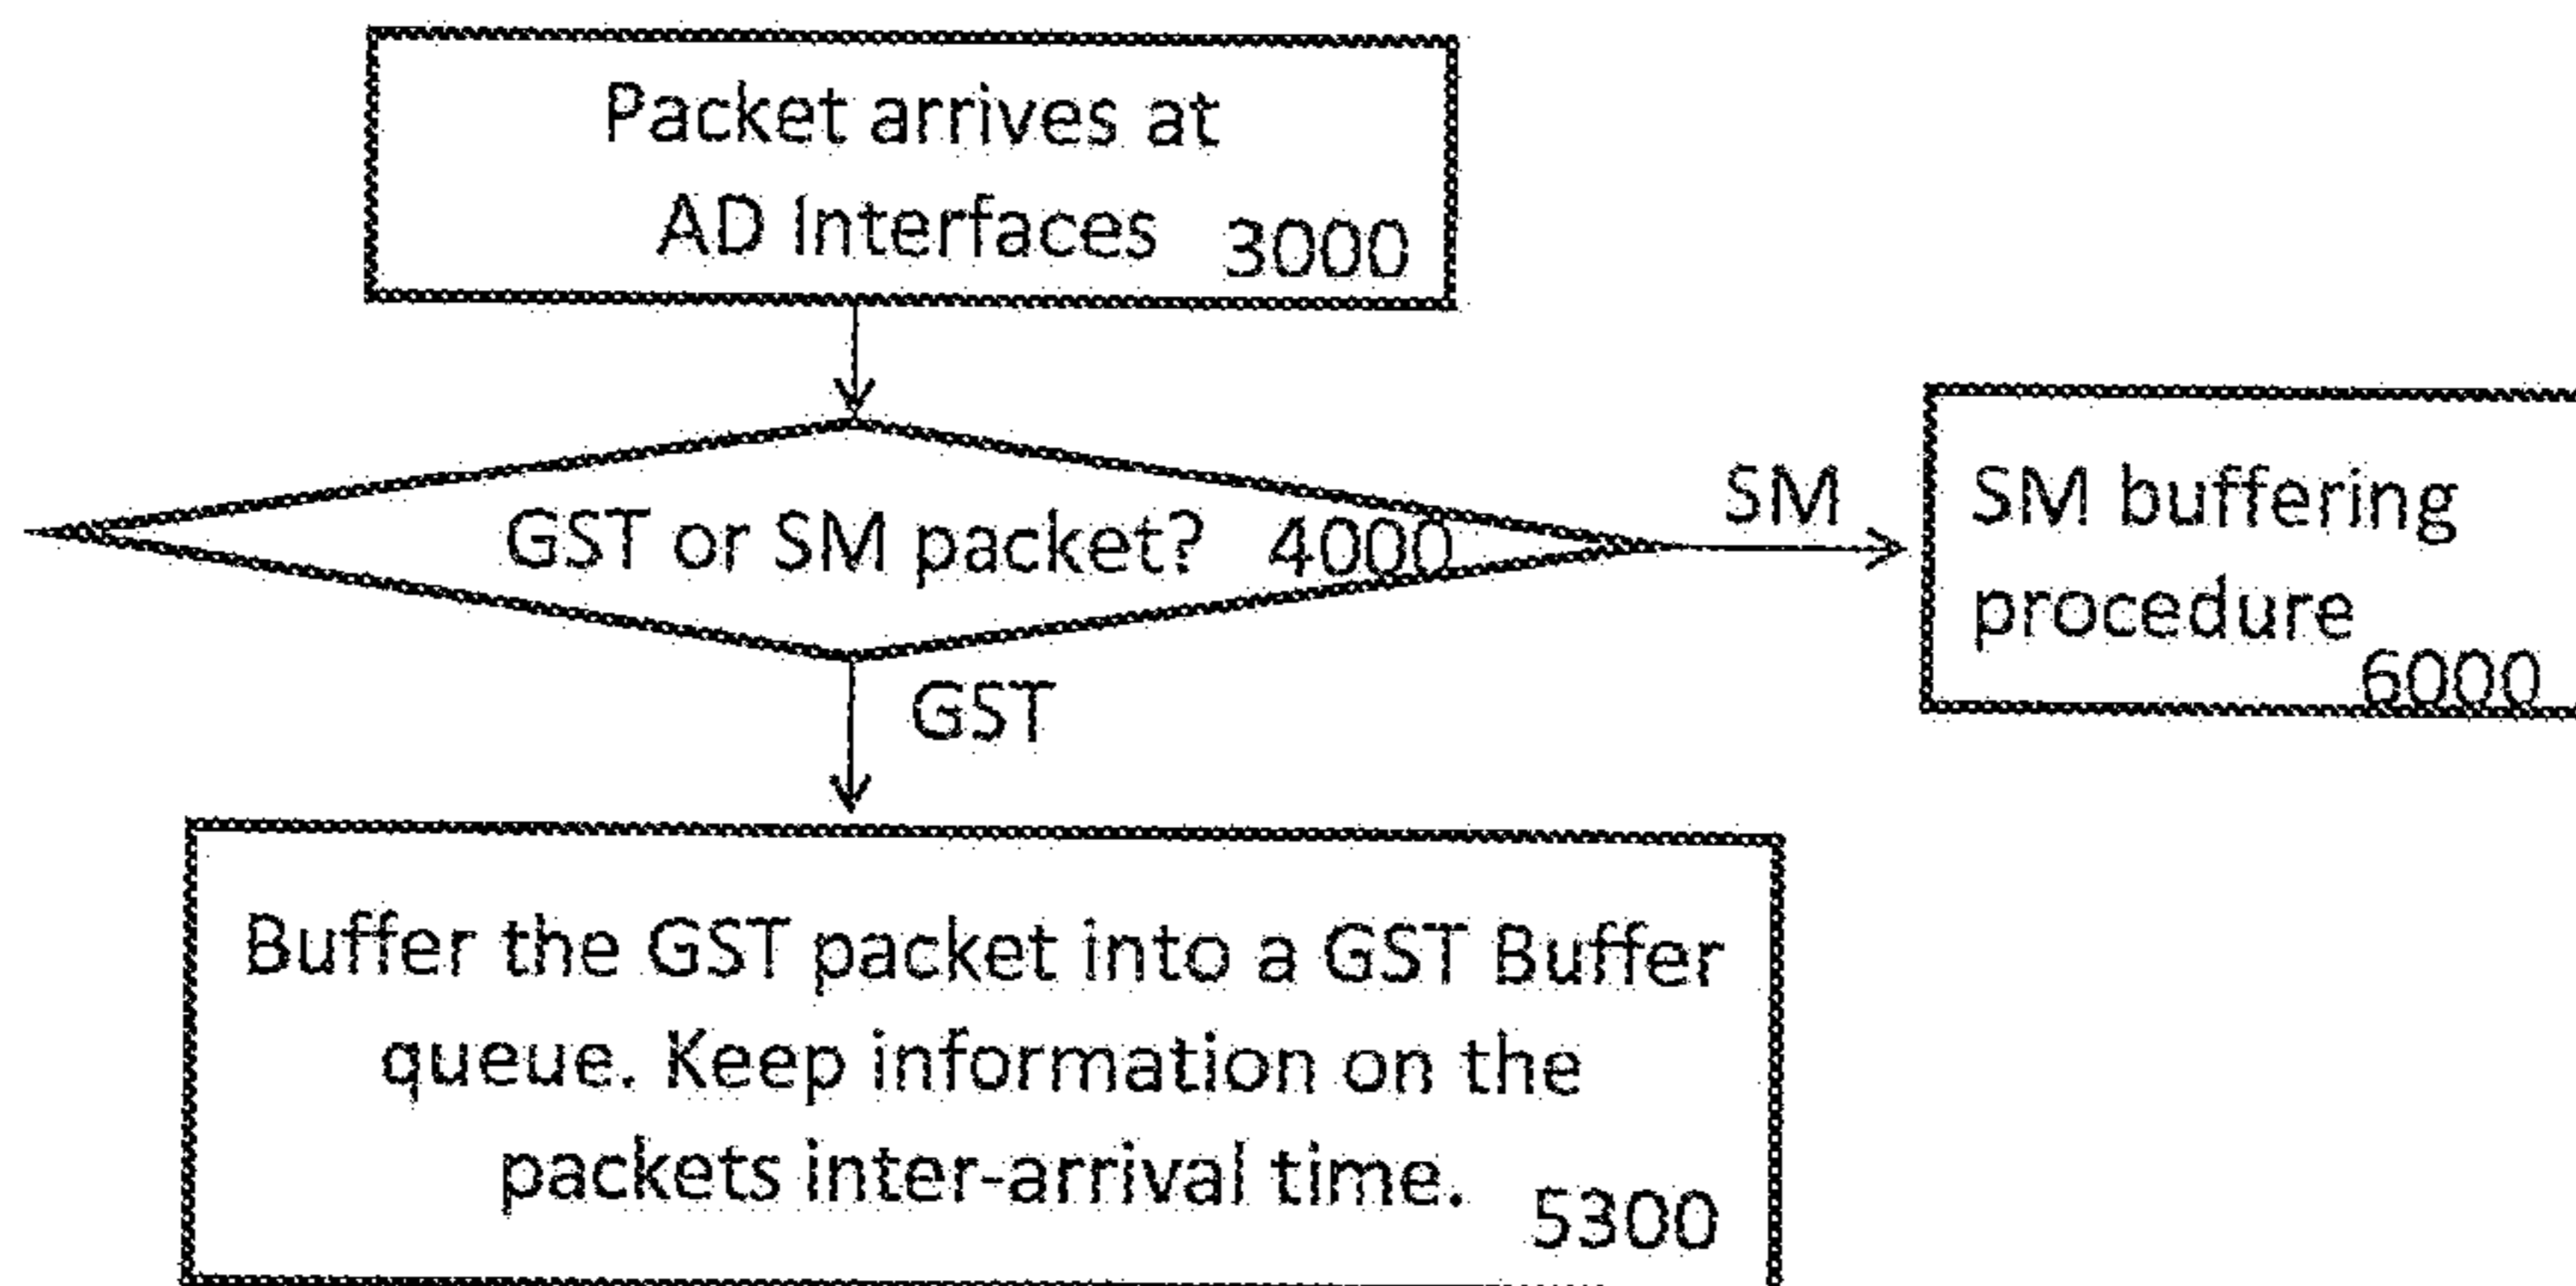 Packet arrives at
AD Interfaces 3000
GST or SM packet? 4000
SM
SM buffering
procedure
6000
GST
Buffer the GST packet into a GST Buffer
queue. Keep information on the
packets inter-arrival time.
5300